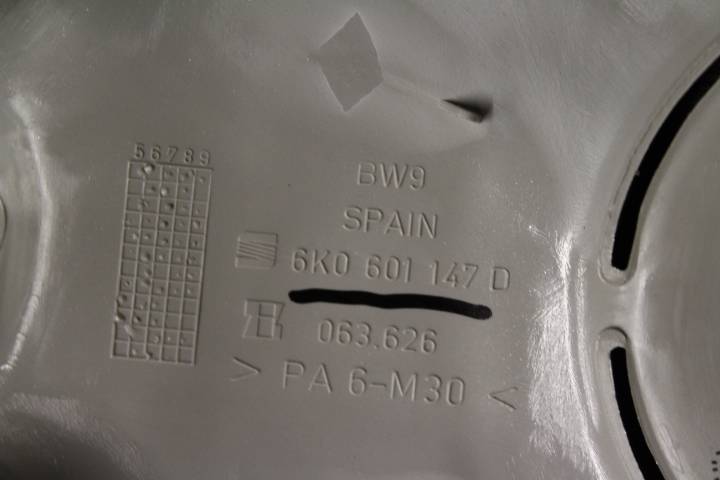 56789
BW9
SPAIN
6K0 601 147 D
063.626
> PA 6-M30 <